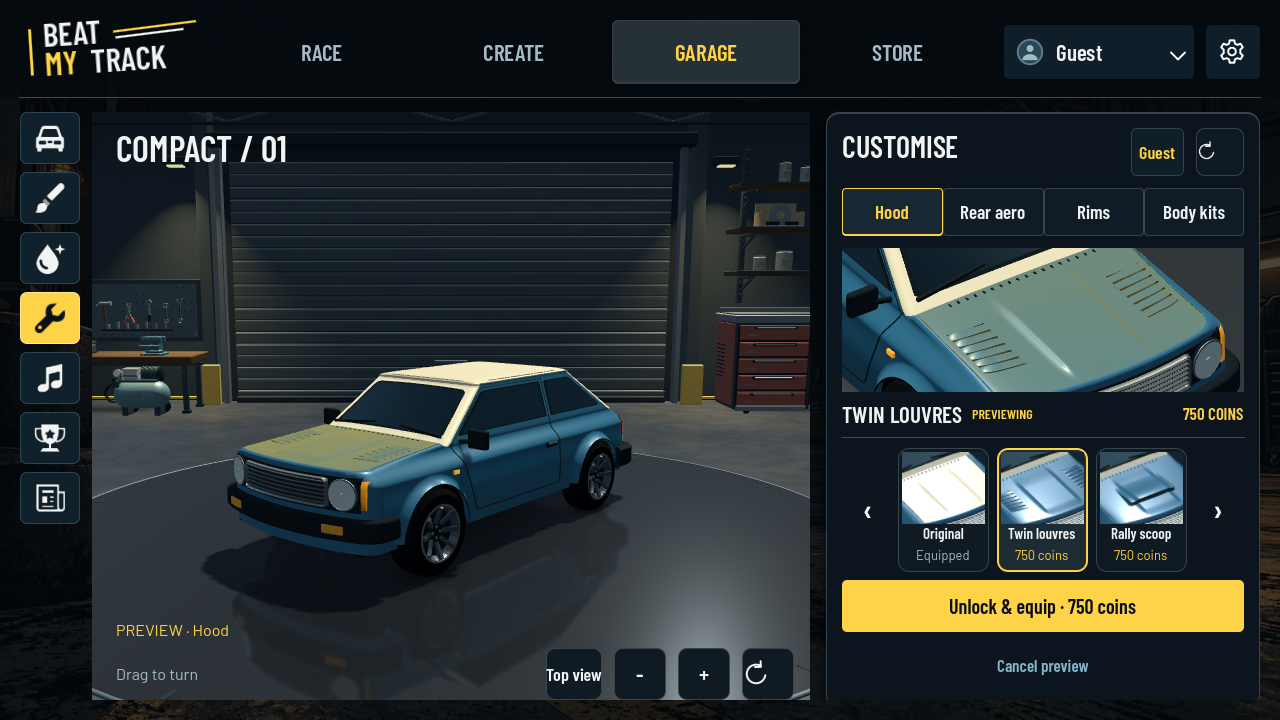 BEAT
MY TRACK
RACE
CREATE
GARAGE
STORE
Guest
COMPACT / 01
CUSTOMISE
Guest
Hood
Rear aero
Rims
Body kits
TWIN LOUVRES PREVIEWING 750 COINS
‹
Original
Equipped
Twin louvres
750 coins
Rally scoop
750 coins
›
Unlock & equip · 750 coins
Cancel preview
PREVIEW · Hood
Drag to turn
Top view
-
+